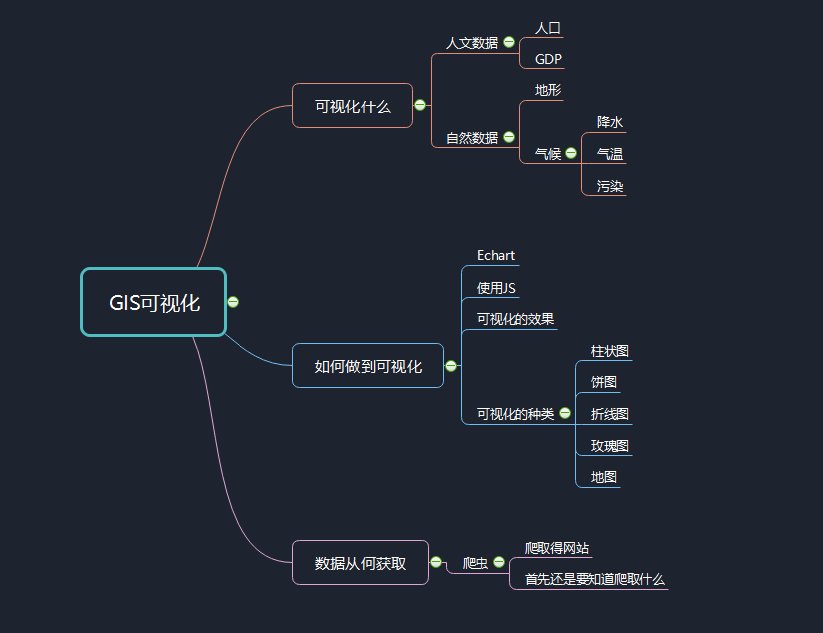 GIS可视化
可视化什么
人文数据
人口
GDP
自然数据
地形
气候
降水
气温
污染
如何做到可视化
Echart
使用JS
可视化的效果
可视化的种类
柱状图
饼图
折线图
玫瑰图
地图
数据从何获取
爬虫
爬取得网站
首先还是要知道爬取什么